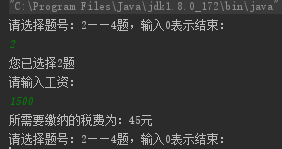 "C:\Program Files\Java\jdk1.8.0_172\bin\java"
请选择题号：2——4题，输入0表示结束：
2
您已选择2题
请输入工资：
1500
所需要缴纳的税费为：45元
请选择题号：2——4题，输入0表示结束：